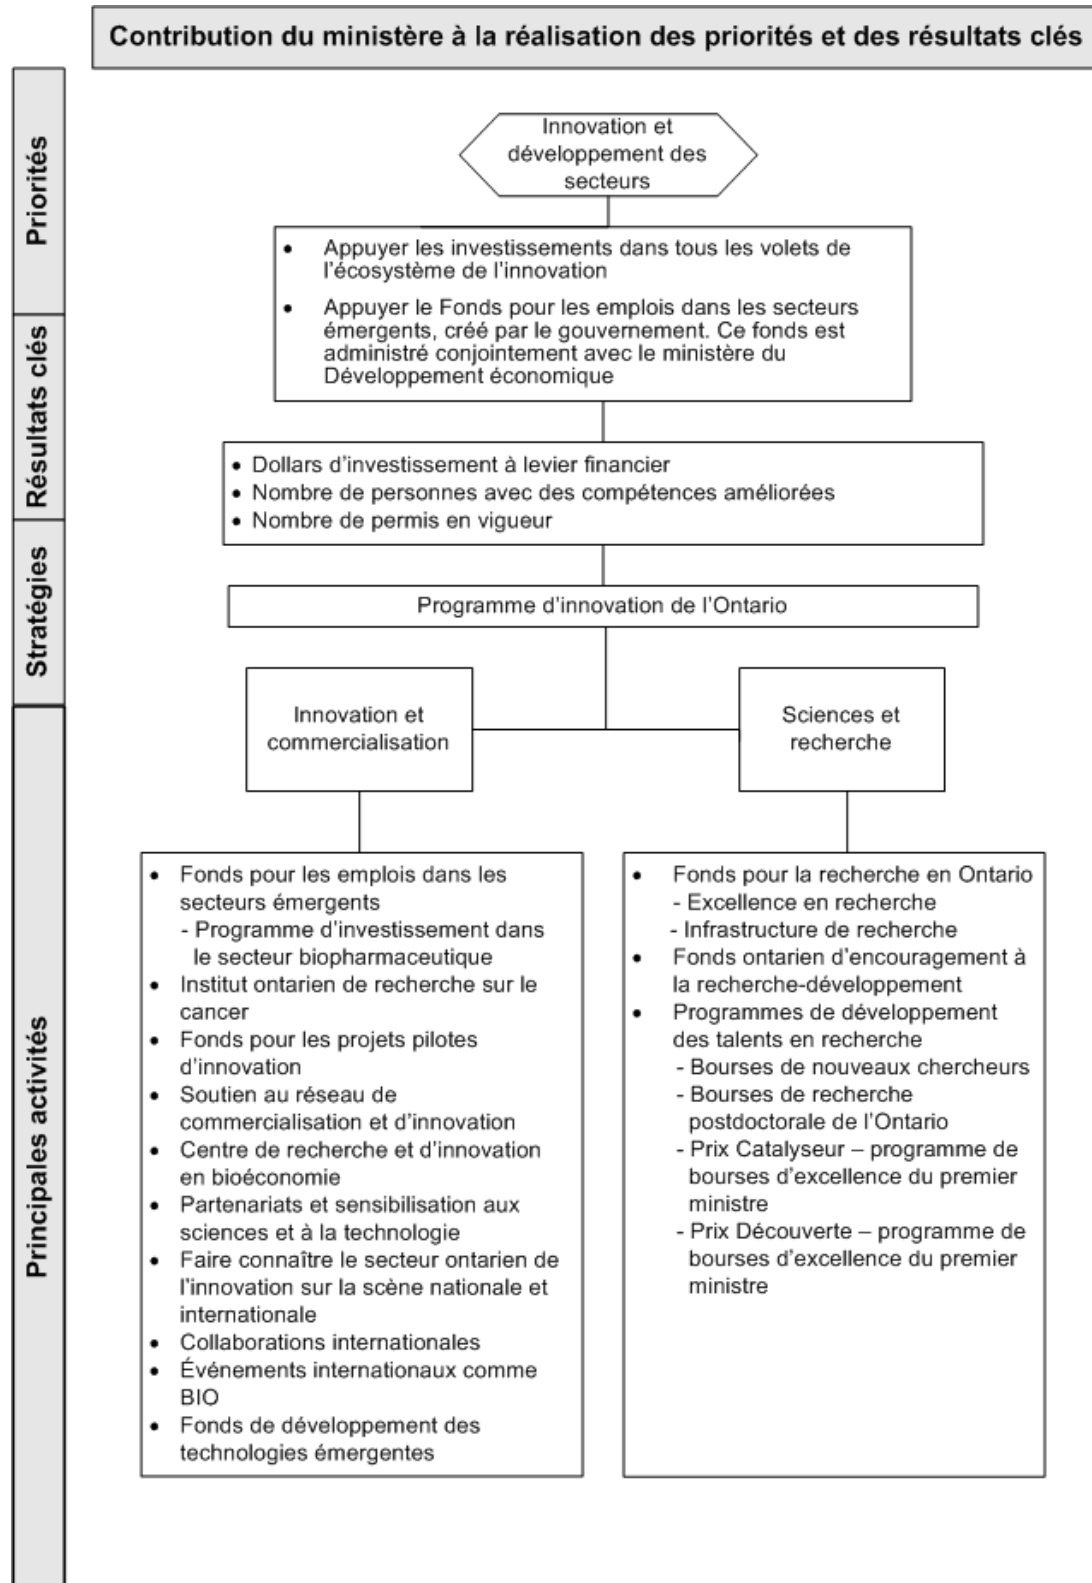 Contribution du ministère à la réalisation des priorités et des résultats clés
Priorités
Innovation et
développement des
secteurs
• Appuyer les investissements dans tous les volets de
l’écosystème de l’innovation
• Appuyer le Fonds pour les emplois dans les secteurs
émergents, créé par le gouvernement. Ce fonds est
administré conjointement avec le ministère du
Développement économique
Résultats clés
• Dollars d’investissement à levier financier
• Nombre de personnes avec des compétences améliorées
• Nombre de permis en vigueur
Stratégies
Programme d’innovation de l’Ontario
Innovation et
commercialisation
Sciences et
recherche
Principales activités
• Fonds pour les emplois dans les
secteurs émergents
- Programme d’investissement dans
le secteur biopharmaceutique
• Institut ontarien de recherche sur le
cancer
• Fonds pour les projets pilotes
d’innovation
• Soutien au réseau de
commercialisation et d’innovation
• Centre de recherche et d’innovation
en bioéconomie
• Partenariats et sensibilisation aux
sciences et à la technologie
• Faire connaître le secteur ontarien de
l’innovation sur la scène nationale et
internationale
• Collaborations internationales
• Événements internationaux comme
BIO
• Fonds de développement des
technologies émergentes
• Fonds pour la recherche en Ontario
- Excellence en recherche
- Infrastructure de recherche
• Fonds ontarien d’encouragement à
la recherche-développement
• Programmes de développement
des talents en recherche
- Bourses de nouveaux chercheurs
- Bourses de recherche
postdoctorale de l’Ontario
- Prix Catalyseur – programme de
bourses d’excellence du premier
ministre
- Prix Découverte – programme de
bourses d’excellence du premier
ministre